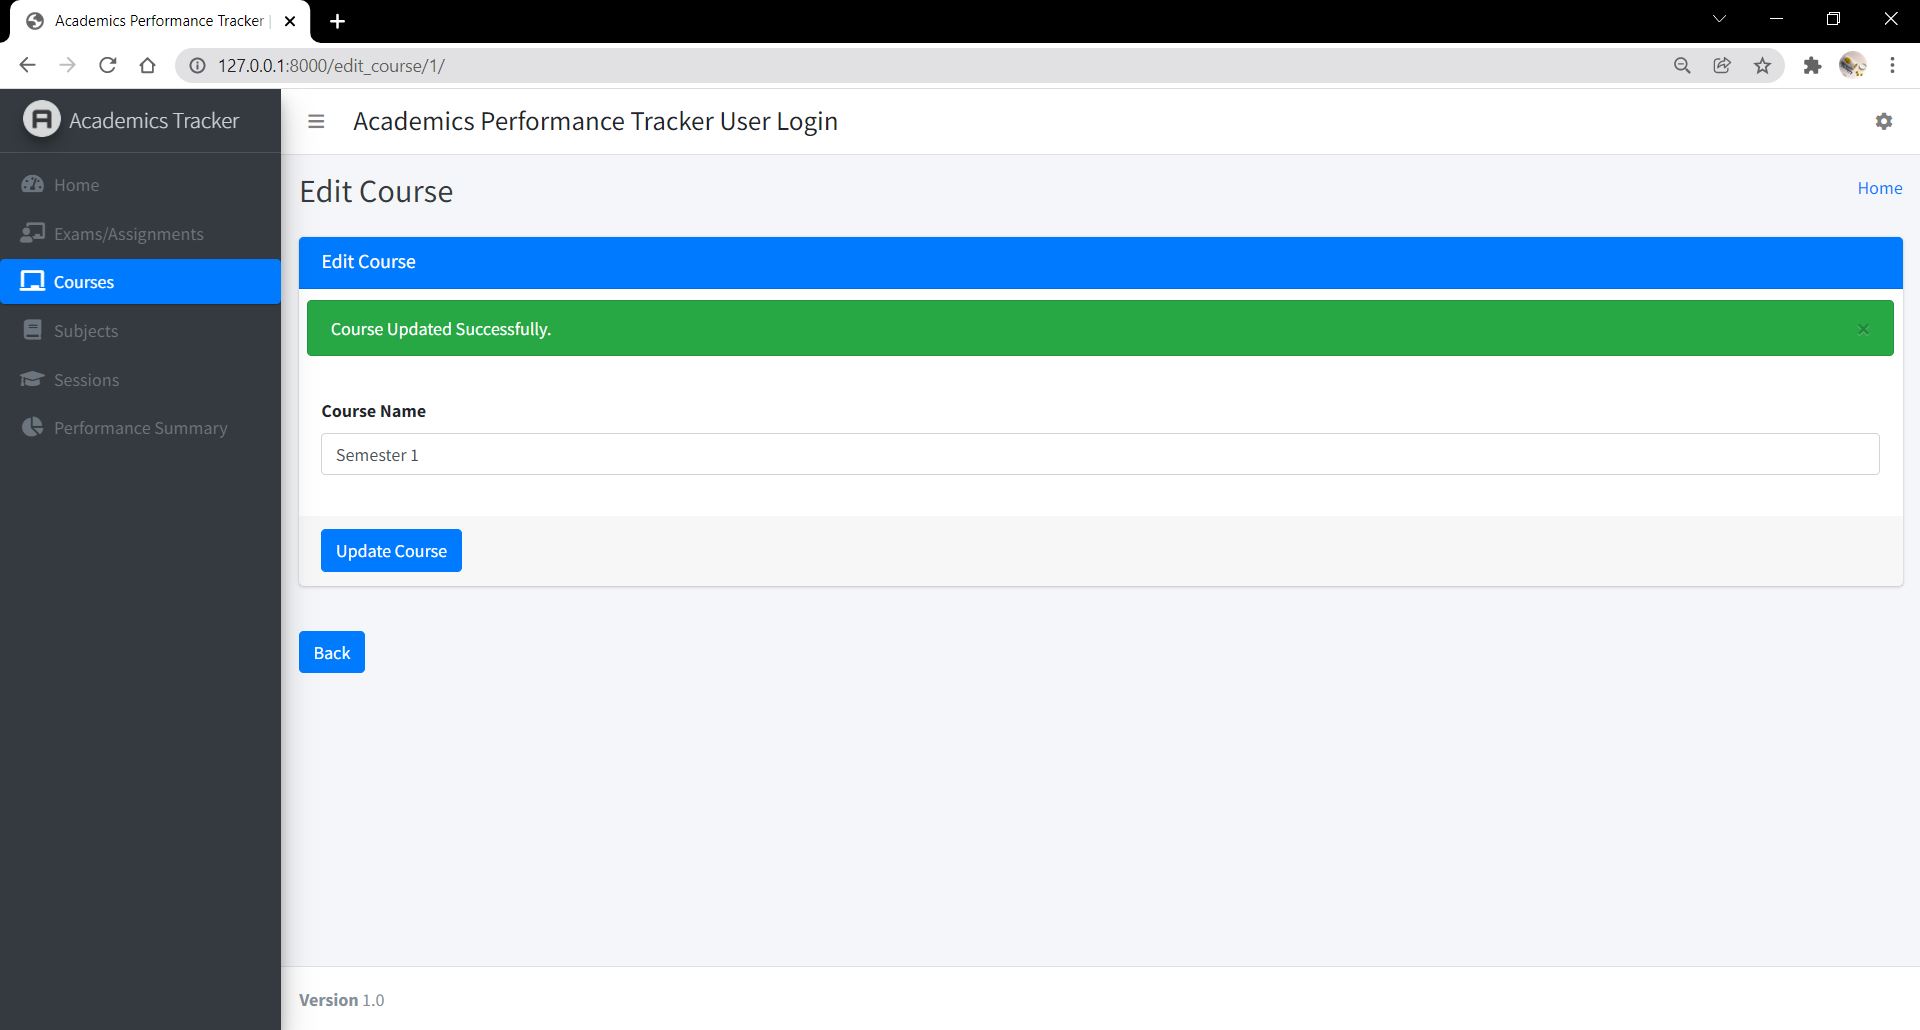 Academics Performance Tracker |
127.0.0.1:8000/edit_course/1/
A Academics Tracker
Academics Performance Tracker User Login
Home
Exams/Assignments
Courses
Subjects
Sessions
Performance Summary
Edit Course
Home
Edit Course
Course Updated Successfully.
×
Course Name
Semester 1
Update Course
Back
Version 1.0